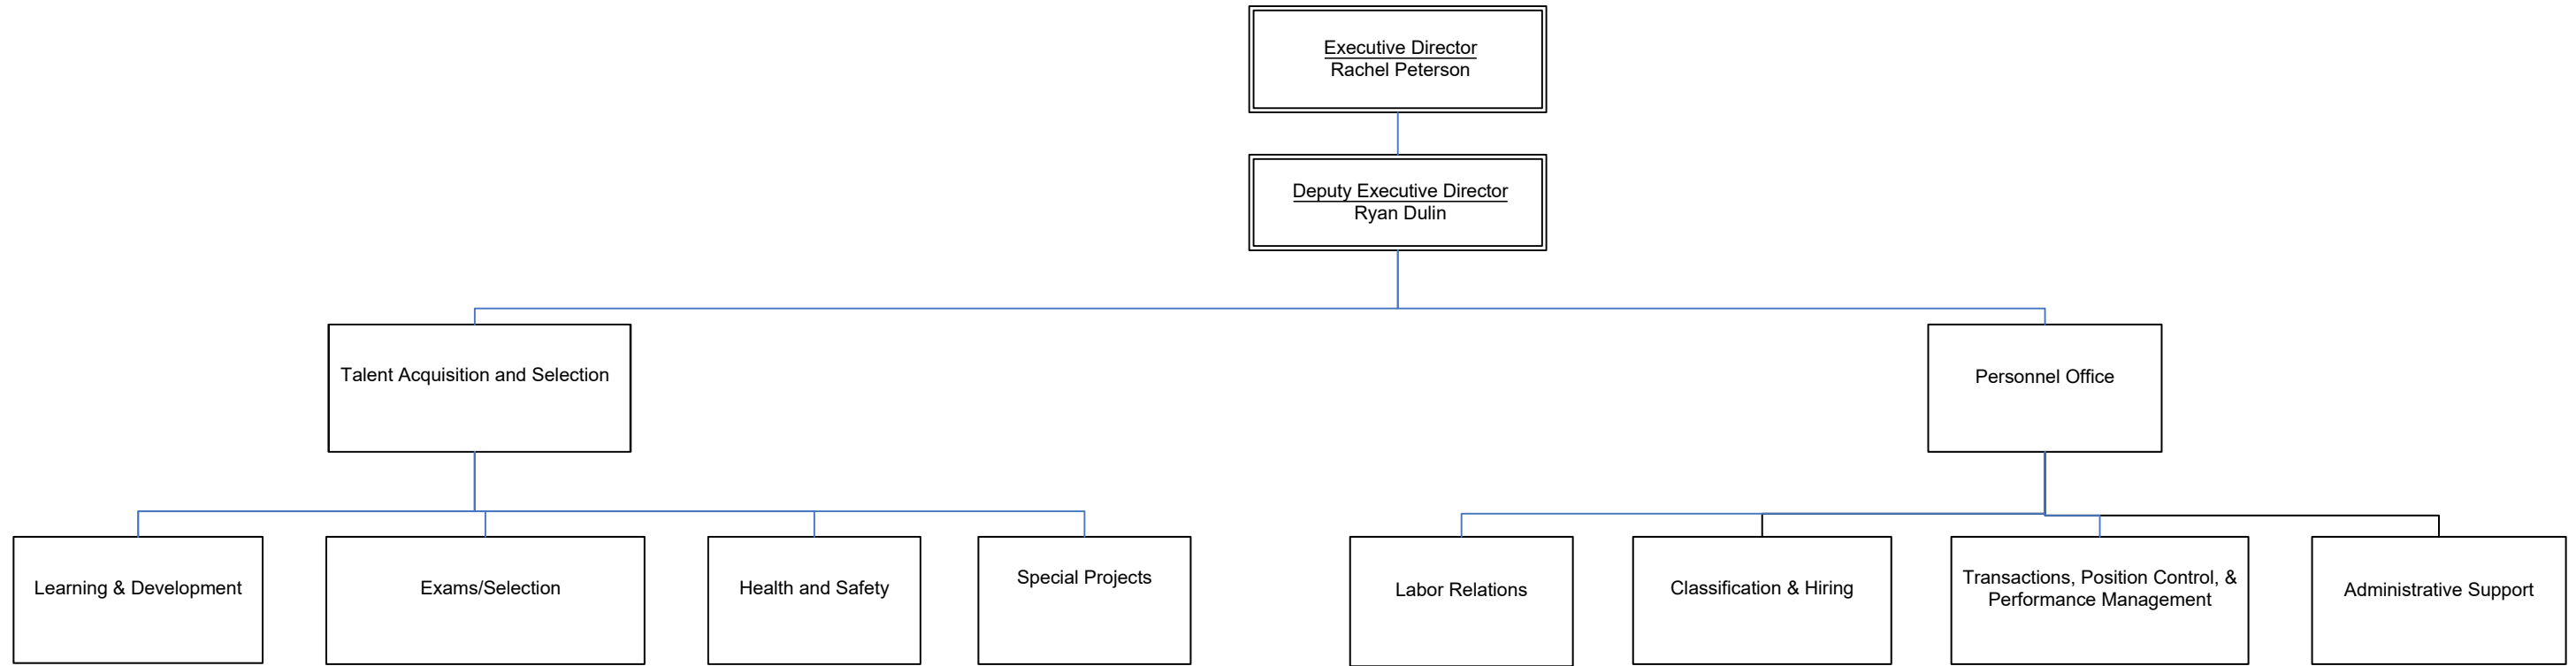 Executive Director
Rachel Peterson
Deputy Executive Director
Ryan Dulin
Talent Acquisition and Selection
Personnel Office
Learning & Development
Exams/Selection
Health and Safety
Special Projects
Labor Relations
Classification & Hiring
Transactions, Position Control, &
Performance Management
Administrative Support